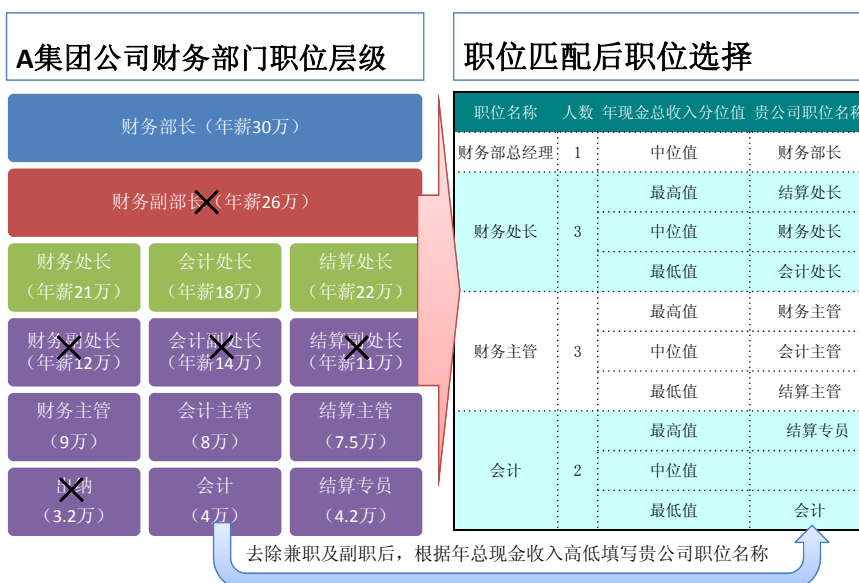 A集团公司财务部门职位层级
财务部长（年薪30万）
财务副部长（年薪26万）
财务处长
（年薪21万）
会计处长
（年薪18万）
结算处长
（年薪22万）
财务副处长
（年薪12万）
会计副处长
（年薪14万）
结算副处长
（年薪11万）
财务主管
（9万）
会计主管
（8万）
结算主管
（7.5万）
出纳
（3.2万）
会计
（4万）
结算专员
（4.2万）
职位匹配后职位选择
职位名称 人数 年现金总收入分位值 贵公司职位名称
财务部总经理 1 中位值 财务部长
财务处长 3 最高值 结算处长
中位值 财务处长
最低值 会计处长
财务主管 3 最高值 财务主管
中位值 会计主管
最低值 结算主管
会计 2 最高值 结算专员
中位值
最低值 会计
去除兼职及副职后，根据年总现金收入高低填写贵公司职位名称